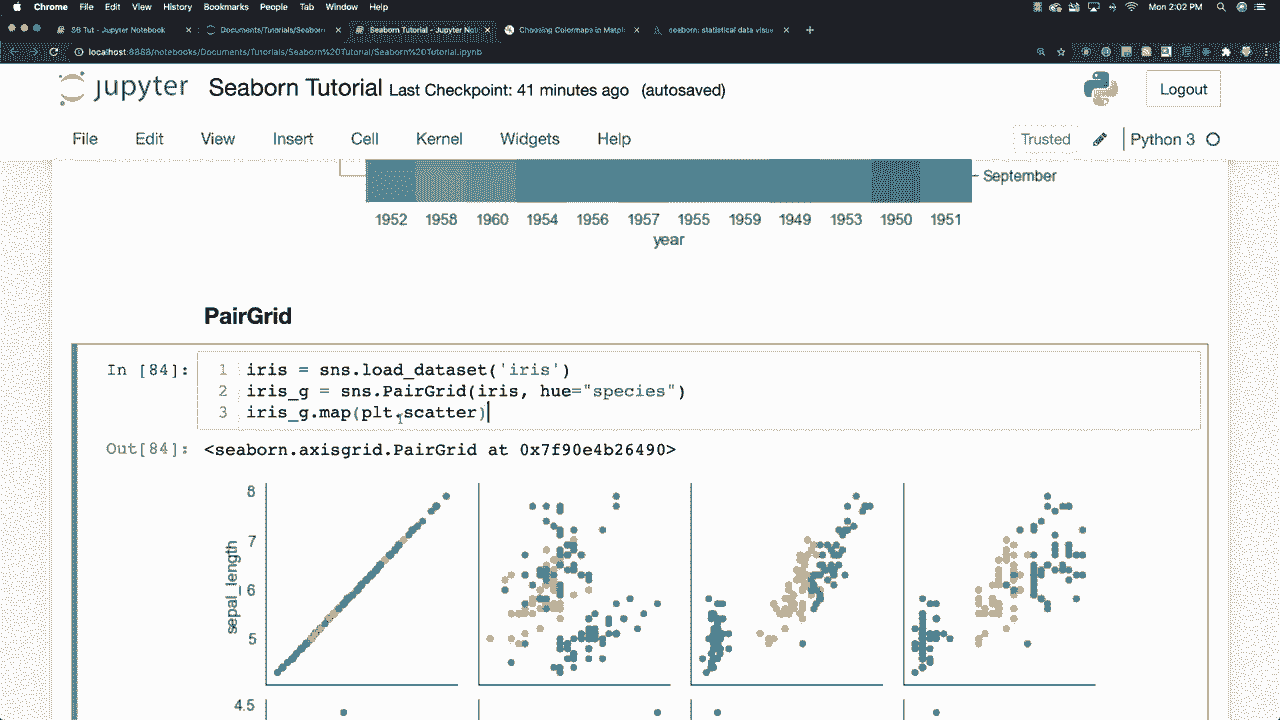 Chrome File Edit View History Bookmarks People Tab Window Help Mon 2:02 PM
S6 Tut - Jupyter Notebook Documents/Tutorials/Seaborn Seaborn Tutorial - Jupyter Not Choosing Colormaps in Matpl seaborn: statistical data visua
localhost:8888/notebooks/Documents/Tutorials/Seaborn%20Tutorial/Seaborn%20Tutorial.ipynb
jupyter Seaborn Tutorial Last Checkpoint: 41 minutes ago (autosaved) Logout
File Edit View Insert Cell Kernel Widgets Help Trusted Python 3
September
1952 1958 1960 1954 1956 1957 1955 1959 1949 1953 1950 1951
year
PairGrid
In [84]: 1 iris = sns.load_dataset('iris')
2 iris_g = sns.PairGrid(iris, hue="species")
3 iris_g.map(plt.scatter)
Out[84]: <seaborn.axisgrid.PairGrid at 0x7f90e4b26490>
8
7
6
5
sepal_length
4.5